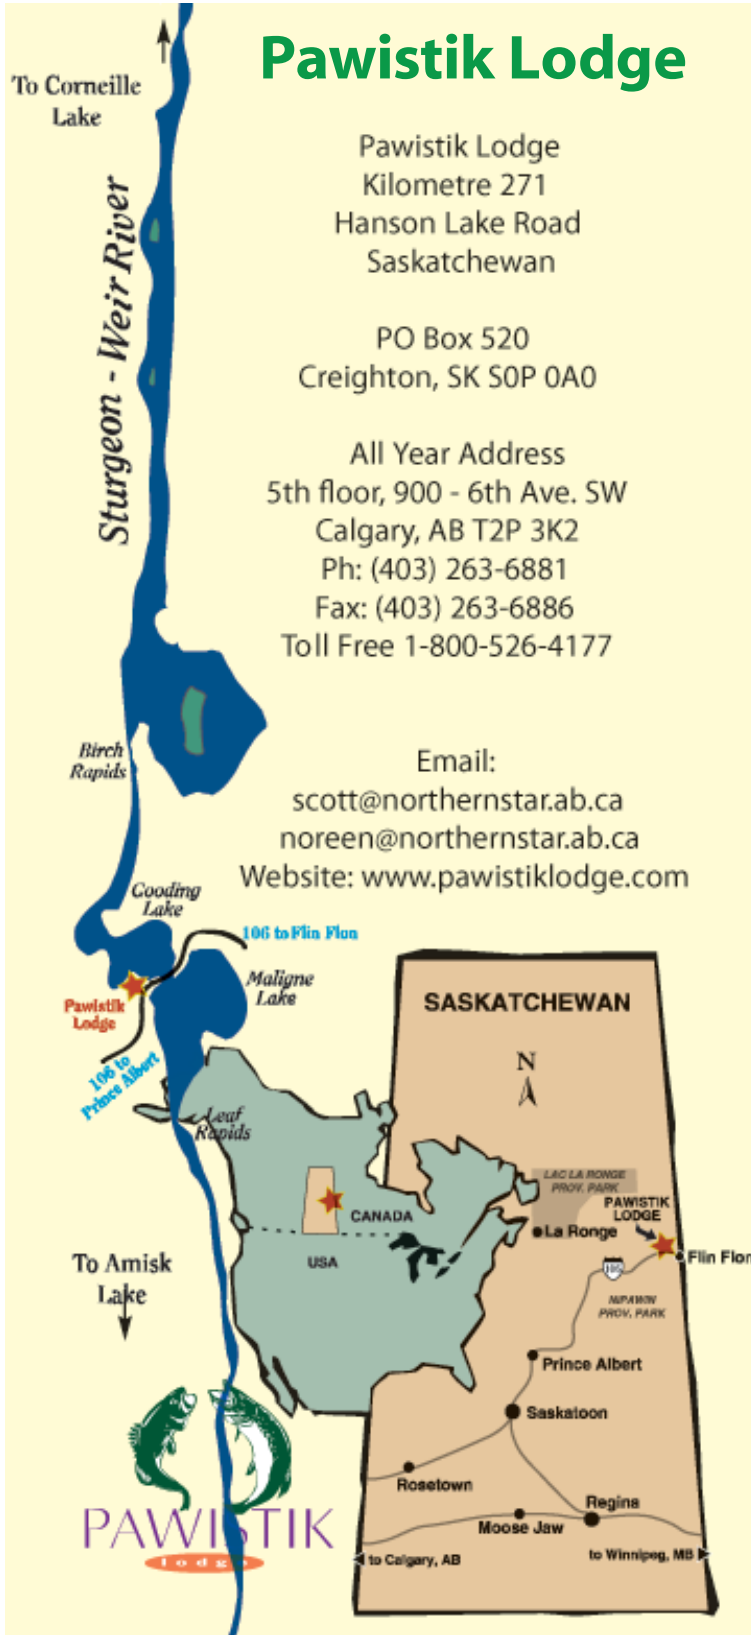 Pawistik Lodge
To Corneille
Lake
Sturgeon - Weir River
Pawistik Lodge
Kilometre 271
Hanson Lake Road
Saskatchewan
PO Box 520
Creighton, SK S0P 0A0
All Year Address
5th floor, 900 - 6th Ave. SW
Calgary, AB T2P 3K2
Ph: (403) 263-6881
Fax: (403) 263-6886
Toll Free 1-800-526-4177
Email:
scott@northernstar.ab.ca
noreen@northernstar.ab.ca
Website: www.pawistiklodge.com
Birch
Rapids
Gooding
Lake
106 to Flin Flon
Maligne
Lake
Pawistik
Lodge
106 to
Prince Albert
Leaf
Rapids
To Amisk
Lake
CANADA
USA
SASKATCHEWAN
N
LAC LA RONGE
PROV. PARK
PAWISTIK
LODGE
La Ronge
Flin Flon
106
NIPAWIN
PROV. PARK
Prince Albert
Saskatoon
Rosetown
Regina
Moose Jaw
to Calgary, AB
to Winnipeg, MB
PAWISTIK
lodge